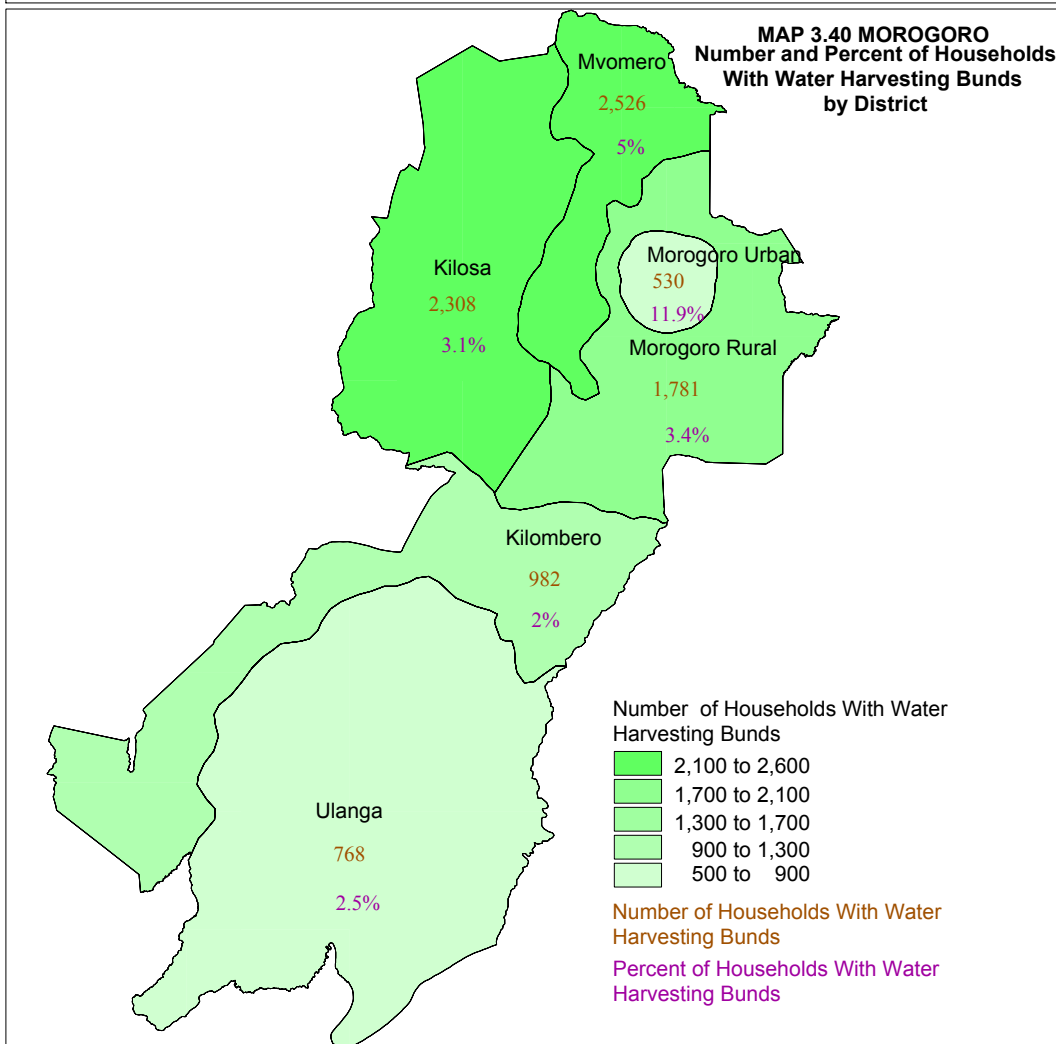 MAP 3.40 MOROGORO
Number and Percent of Households
With Water Harvesting Bunds
by District
Mvomero
2,526
5%
Morogoro Urban
530
11.9%
Kilosa
2,308
3.1%
Morogoro Rural
1,781
3.4%
Kilombero
982
2%
Ulanga
768
2.5%
Number of Households With Water
Harvesting Bunds
2,100 to 2,600
1,700 to 2,100
1,300 to 1,700
900 to 1,300
500 to 900
Number of Households With Water
Harvesting Bunds
Percent of Households With Water
Harvesting Bunds